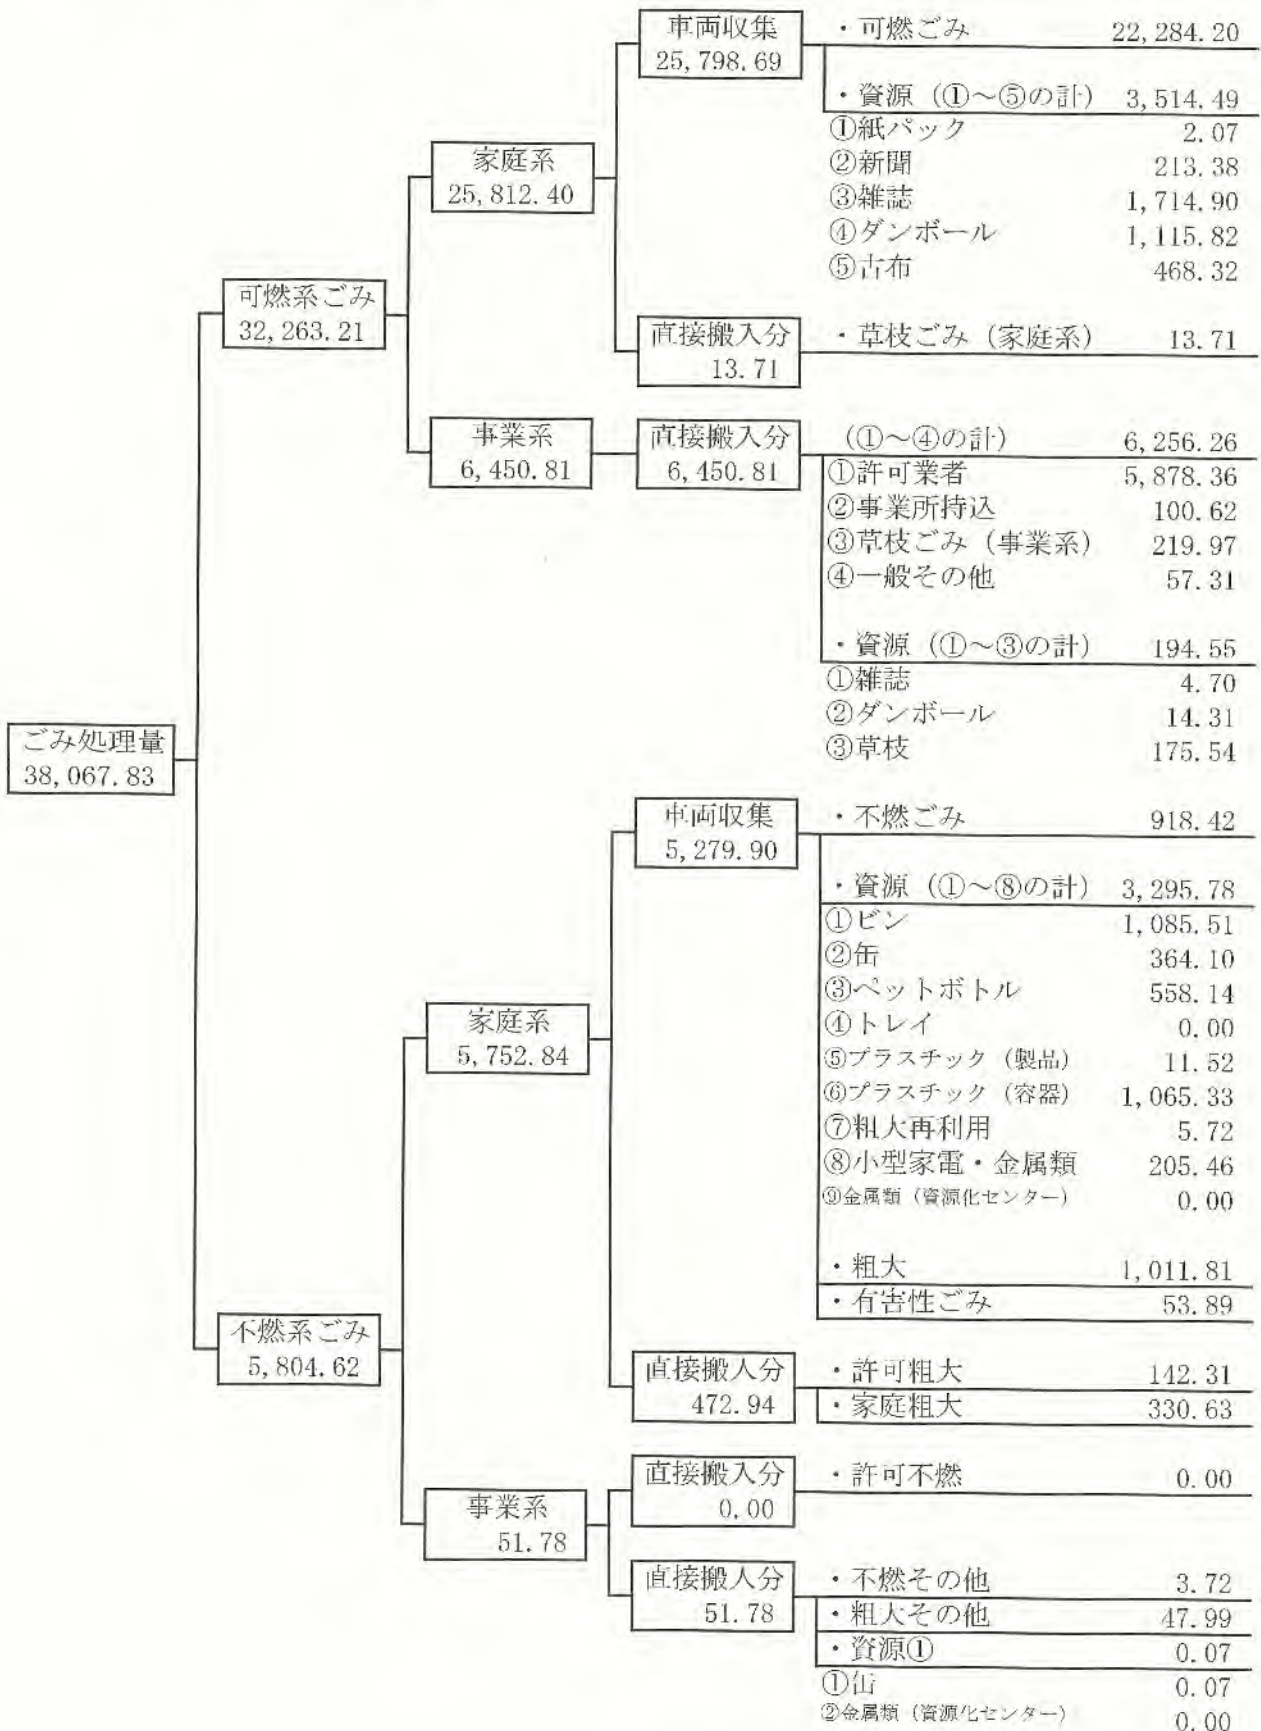 ごみ処理量
38,067.83
可燃系ごみ
32,263.21
家庭系
25,812.40
車両収集
25,798.69
・可燃ごみ 22,284.20
・資源（①～⑤の計） 3,514.49
①紙パック 2.07
②新聞 213.38
③雑誌 1,714.90
④ダンボール 1,115.82
⑤古布 468.32
直接搬入分
13.71
・草枝ごみ（家庭系） 13.71
事業系
6,450.81
直接搬入分
6,450.81
（①～④の計） 6,256.26
①許可業者 5,878.36
②事業所持込 100.62
③草枝ごみ（事業系） 219.97
④一般その他 57.31
・資源（①～③の計） 194.55
①雑誌 4.70
②ダンボール 14.31
③草枝 175.54
不燃系ごみ
5,804.62
家庭系
5,752.84
車両収集
5,279.90
・不燃ごみ 918.42
・資源（①～⑧の計） 3,295.78
①ビン 1,085.51
②缶 364.10
③ペットボトル 558.14
④トレイ 0.00
⑤プラスチック（製品） 11.52
⑥プラスチック（容器） 1,065.33
⑦粗大再利用 5.72
⑧小型家電・金属類 205.46
⑨金属類（資源化センター） 0.00
・粗大 1,011.81
・有害性ごみ 53.89
直接搬入分
472.94
・許可粗大 142.31
・家庭粗大 330.63
事業系
51.78
直接搬入分
0.00
・許可不燃 0.00
直接搬入分
51.78
・不燃その他 3.72
・粗大その他 47.99
・資源① 0.07
①缶 0.07
②金属類（資源化センター） 0.00